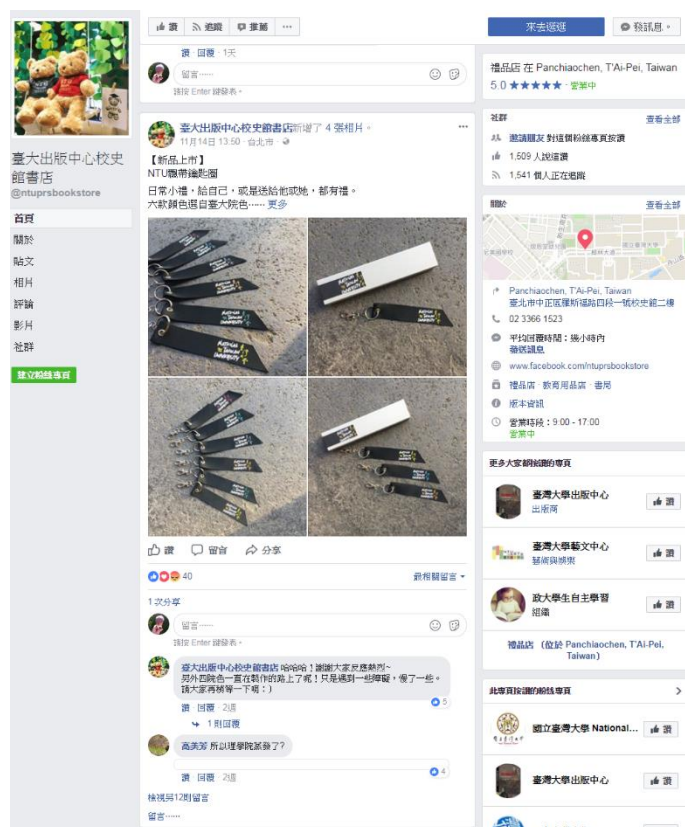 讚 追蹤 推薦 ...
來去逛逛 發訊息
讚 · 回覆 · 1天
留言......
請按 Enter 鍵發表。
臺大出版中心校史館書店
@ntuprsbookstore
首頁
關於
貼文
相片
評論
影片
社群
建立粉絲專頁
臺大出版中心校史館書店新增了 4 張相片。
11月14日 13:50 · 台北市 ·
【新品上市】
NTU飄帶鑰匙圈
日常小禮,給自己,或是送給他或她,都有禮。
六款顏色選自臺大院色...... 更多
讚 留言 分享
40 最相關留言
1 次分享
留言......
請按 Enter 鍵發表。
臺大出版中心校史館書店 哈哈哈!謝謝大家反應熱烈~
另外四院色一直在製作的路上了呢!只是遇到一些障礙,慢了一些。
請大家再稍等一下唷:)
5
讚 · 回覆 · 2週
1 則回覆
高美芳 所以理學院蒸發了?
讚 · 回覆 · 2週 4
檢視另12則留言
留言......
禮品店 在 Panchiaochen, T'Ai-Pei, Taiwan
5.0 ★★★★★ · 營業中
社群 查看全部
邀請朋友 對這個粉絲專頁按讚
1,509 人說這讚
1,541 個人正在追蹤
關於 查看全部
Panchiaochen, T'Ai-Pei, Taiwan
臺北市中正區羅斯福路四段一號校史館二樓
02 3366 1523
平均回覆時間:幾小時內
發送訊息
www.facebook.com/ntuprsbookstore
禮品店 · 教育用品店 · 書局
版本資訊
營業時段:9:00 - 17:00
營業中
更多大家都按讚的專頁
臺灣大學出版中心
出版商
讚
臺灣大學藝文中心
藝術與娛樂
讚
政大學生自主學習
組織
讚
禮品店 (位於 Panchiaochen, T'Ai-Pei,
Taiwan)
此專頁按讚的粉絲專頁
國立臺灣大學 National... 讚
臺灣大學出版中心 讚